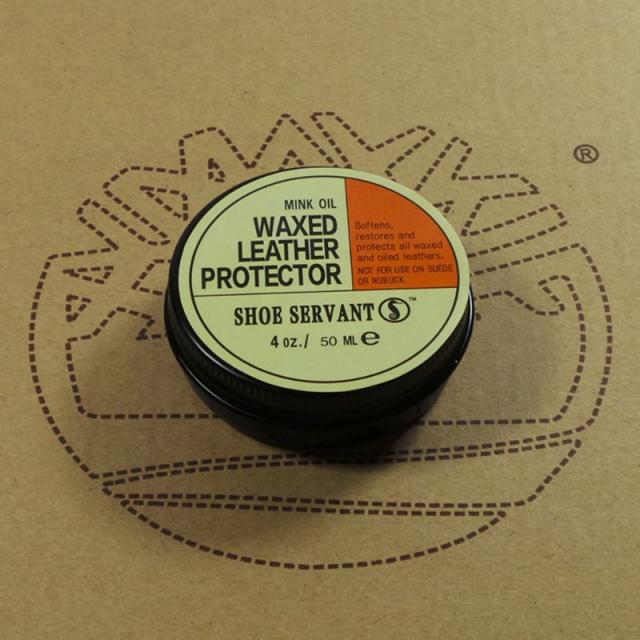 ®
MINK OIL
WAXED
LEATHER
PROTECTOR
Softens,
restores and
protects all waxed
and oiled leathers.
NOT FOR USE ON SUEDE
OR NUBUCK.
SHOE SERVANT S™
4 oz./ 50 ML e